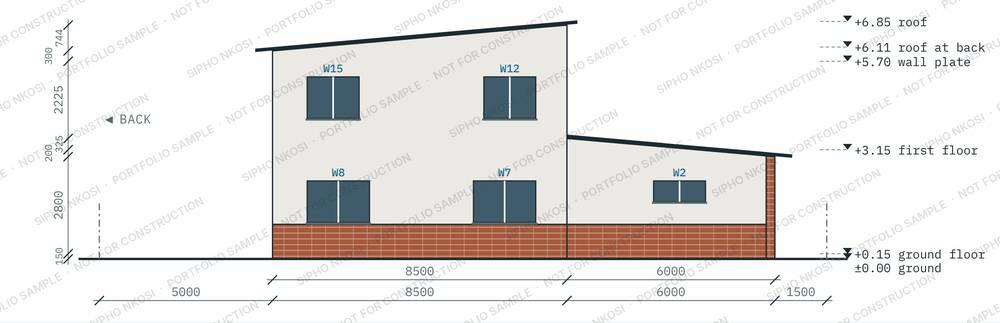 +6.85 roof
744
300
+6.11 roof at back
+5.70 wall plate
W15
W12
2225
◄ BACK
325
200
+3.15 first floor
W8
W7
W2
2800
150
+0.15 ground floor
±0.00 ground
8500
6000
5000
8500
6000
1500
SIPHO NKOSI · PORTFOLIO SAMPLE · NOT FOR CONSTRUCTION